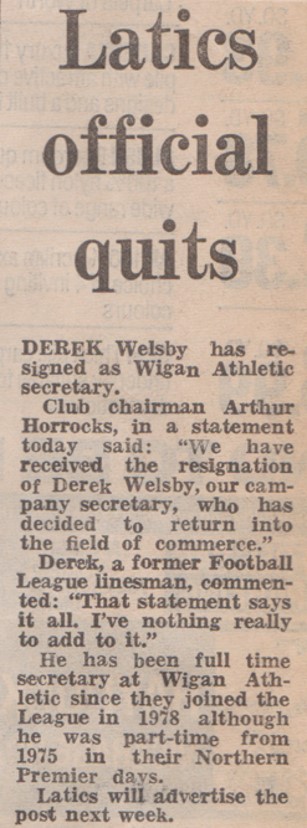 Latics
official
quits
DEREK Welsby has re-
signed as Wigan Athletic
secretary.
Club chairman Arthur
Horrocks, in a statement
today said: "We have
received the resignation
of Derek Welsby, our cam-
pany secretary, who has
decided to return into
the field of commerce."
Derek, a former Football
League linesman, commen-
ted: "That statement says
it all. I've nothing really
to add to it."
He has been full time
secretary at Wigan Ath-
letic since they joined the
League in 1978 although
he was part-time from
1975 in their Northern
Premier days.
Latics will advertise the
post next week.